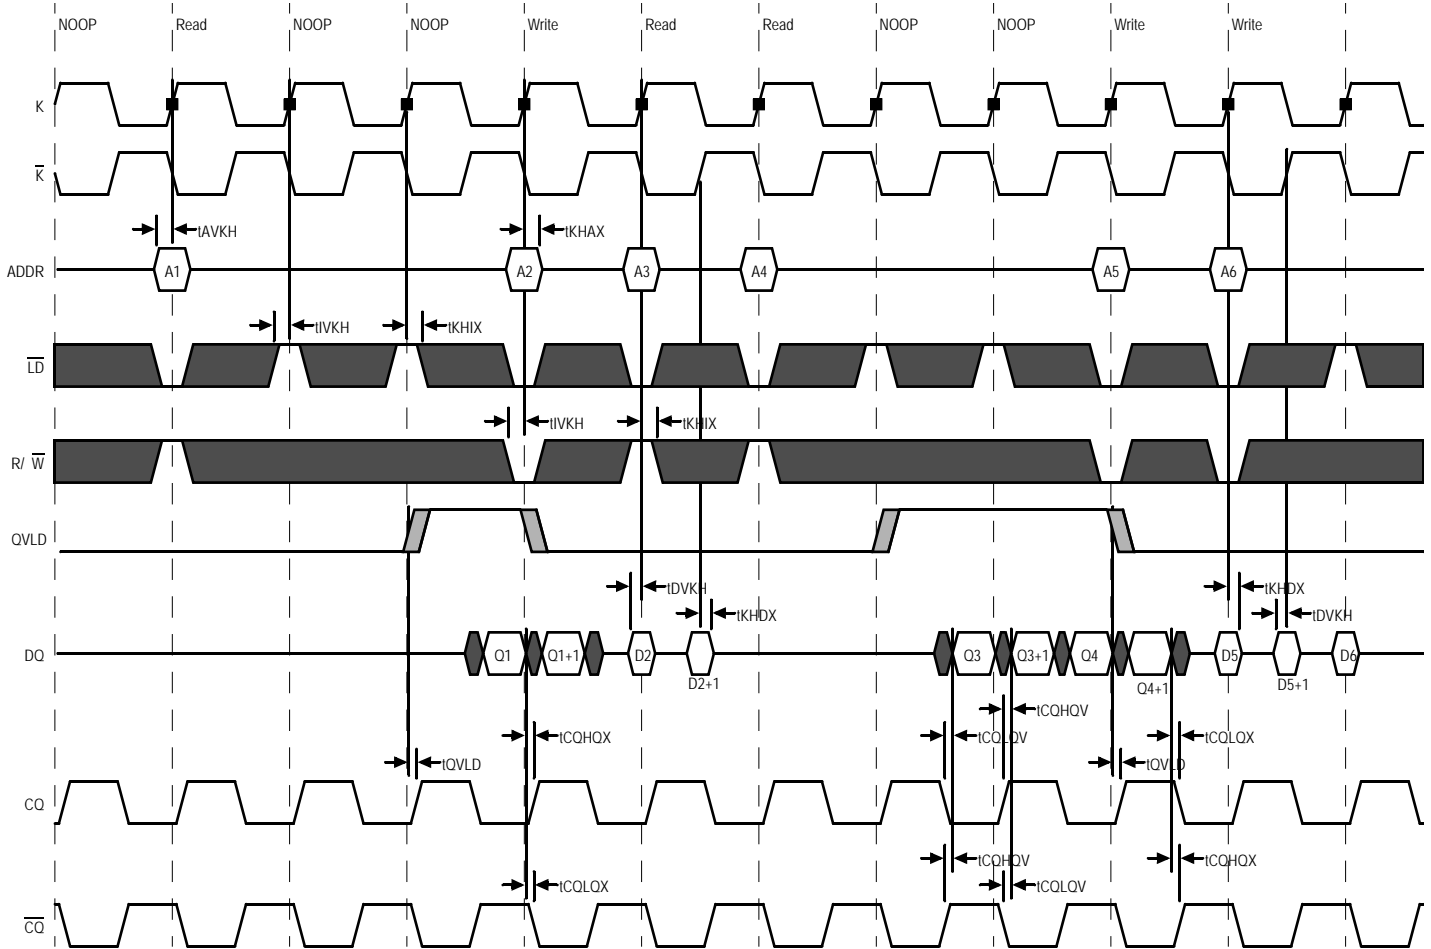 NOOP Read NOOP NOOP Write Read Read NOOP NOOP Write Write
K
K
tAVKH tKHAX
ADDR A1 A2 A3 A4 A5 A6
tIVKH tKHIX
LD
tIVKH tKHIX
R/ W
QVLD
tDVKH tKHDX
tKHDX tDVKH
DQ Q1 Q1+1 D2 Q3 Q3+1 Q4 D5 D6
D2+1 Q4+1 D5+1
tCQHQV
tCQHQX tCQLQV tCQLQX
tQVLD tQVLD
CQ
tCQHQV tCQHQX
tCQLQX tCQLQV
CQ